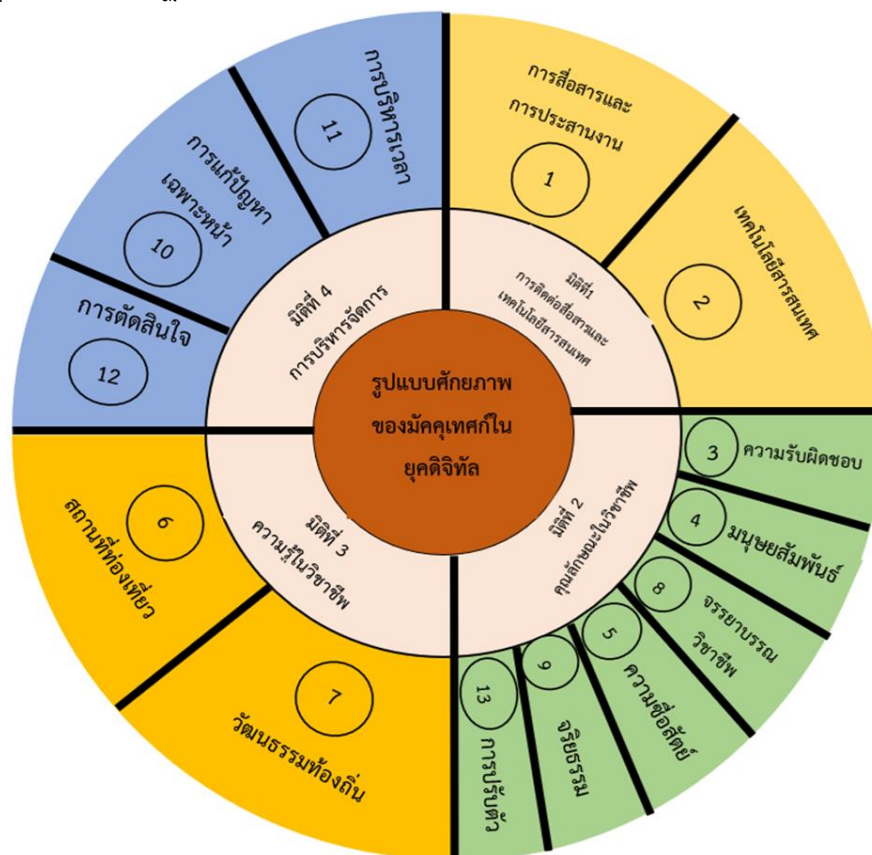 รูปแบบศักยภาพ
ของมัคคุเทศก์ใน
ยุคดิจิทัล
มิติที่1
การติดต่อสื่อสารและ
เทคโนโลยีสารสนเทศ
การสื่อสารและ
การประสานงาน
1
เทคโนโลยีสารสนเทศ
2
มิติที่ 2
คุณลักษณะในวิชาชีพ
3
ความรับผิดชอบ
4
มนุษยสัมพันธ์
8
จรรยาบรรณ
วิชาชีพ
5
ความซื่อสัตย์
9
จริยธรรม
13
การปรับตัว
มิติที่ 3
ความรู้ในวิชาชีพ
7
วัฒนธรรมท้องถิ่น
6
สถานที่ท่องเที่ยว
มิติที่ 4
การบริหารจัดการ
การตัดสินใจ
12
การแก้ปัญหา
เฉพาะหน้า
10
การบริหารเวลา
11